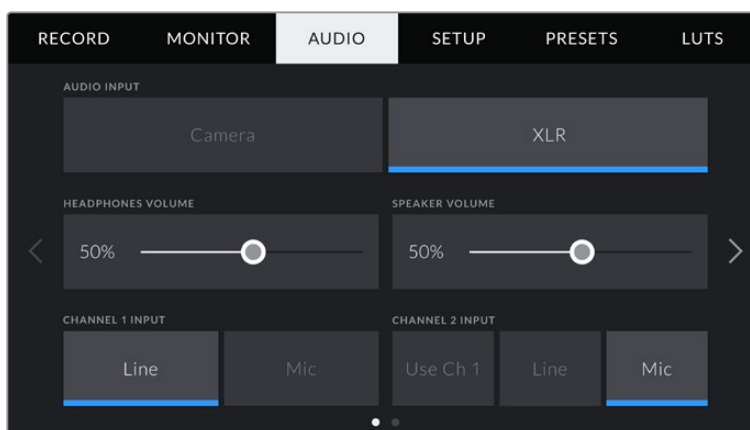 RECORD MONITOR AUDIO SETUP PRESETS LUTS
AUDIO INPUT
Camera XLR
HEADPHONES VOLUME SPEAKER VOLUME
50% 50%
CHANNEL 1 INPUT CHANNEL 2 INPUT
Line Mic Use Ch 1 Line Mic